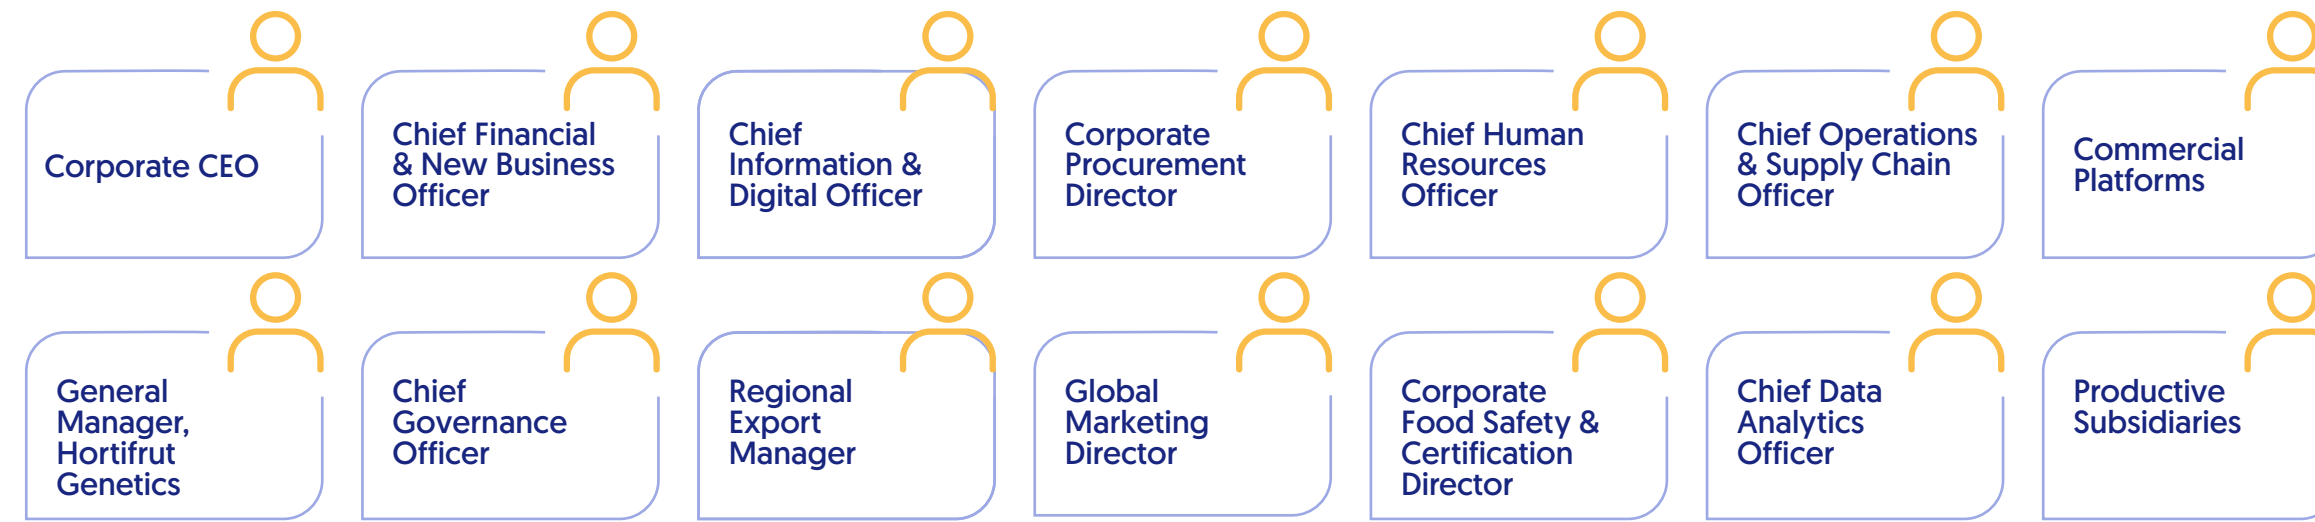 Corporate CEO
Chief Financial
& New Business
Officer
Chief
Information &
Digital Officer
Corporate
Procurement
Director
Chief Human
Resources
Officer
Chief Operations
& Supply Chain
Officer
Commercial
Platforms
General
Manager,
Hortifrut
Genetics
Chief
Governance
Officer
Regional
Export
Manager
Global
Marketing
Director
Corporate
Food Safety &
Certification
Director
Chief Data
Analytics
Officer
Productive
Subsidiaries